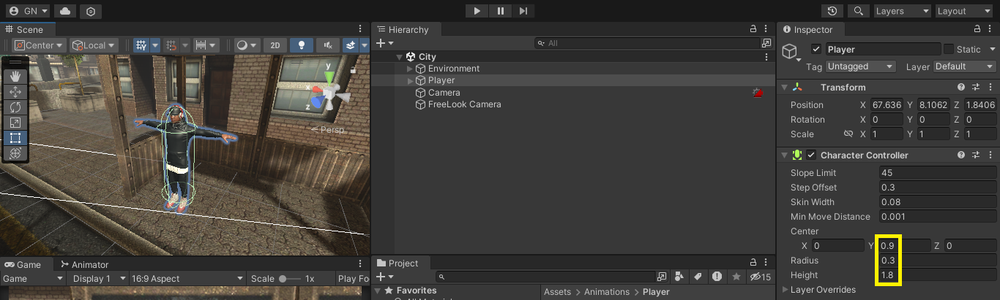 GN
Layers
Layout
Scene
Center
Local
2D
y
x
z
Persp
Game
Animator
Game
Display 1
16:9 Aspect
Scale
1x
Play Fo
Hierarchy
All
City
Environment
Player
Camera
FreeLook Camera
Project
15
Favorites
Assets > Animations > Player
Inspector
Player
Static
Tag Untagged
Layer Default
Transform
Position X 67.636 Y 8.1062 Z 1.8406
Rotation X 0 Y 0 Z 0
Scale X 1 Y 1 Z 1
Character Controller
Slope Limit 45
Step Offset 0.3
Skin Width 0.08
Min Move Distance 0.001
Center
X 0 Y 0.9 Z 0
Radius 0.3
Height 1.8
Layer Overrides